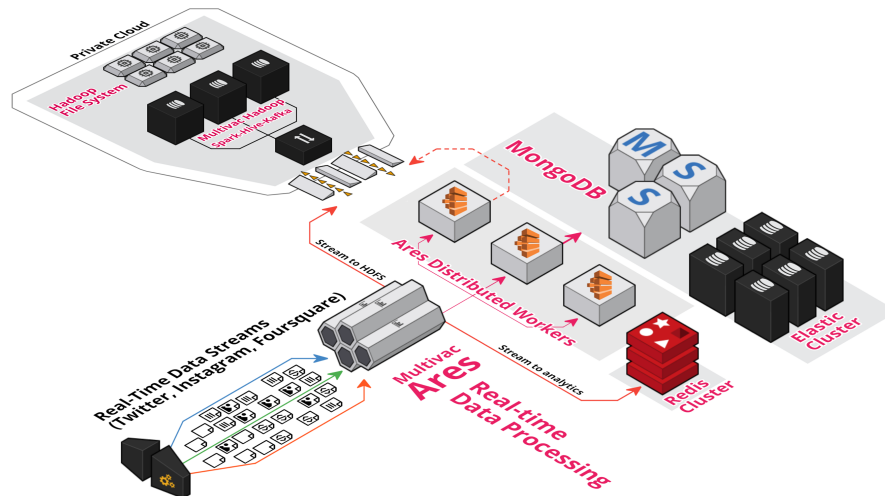 Private Cloud
Hadoop
File System
Multivac Hadoop
Spark-Hive-Kafka
MongoDB
M
S
S
Ares Distributed Workers
Elastic
Cluster
Stream to HDFS
Real-Time Data Streams
(Twitter, Instagram, Foursquare)
Multivac
Ares
Real-time
Data Processing
Stream to analytics
Redis
Cluster